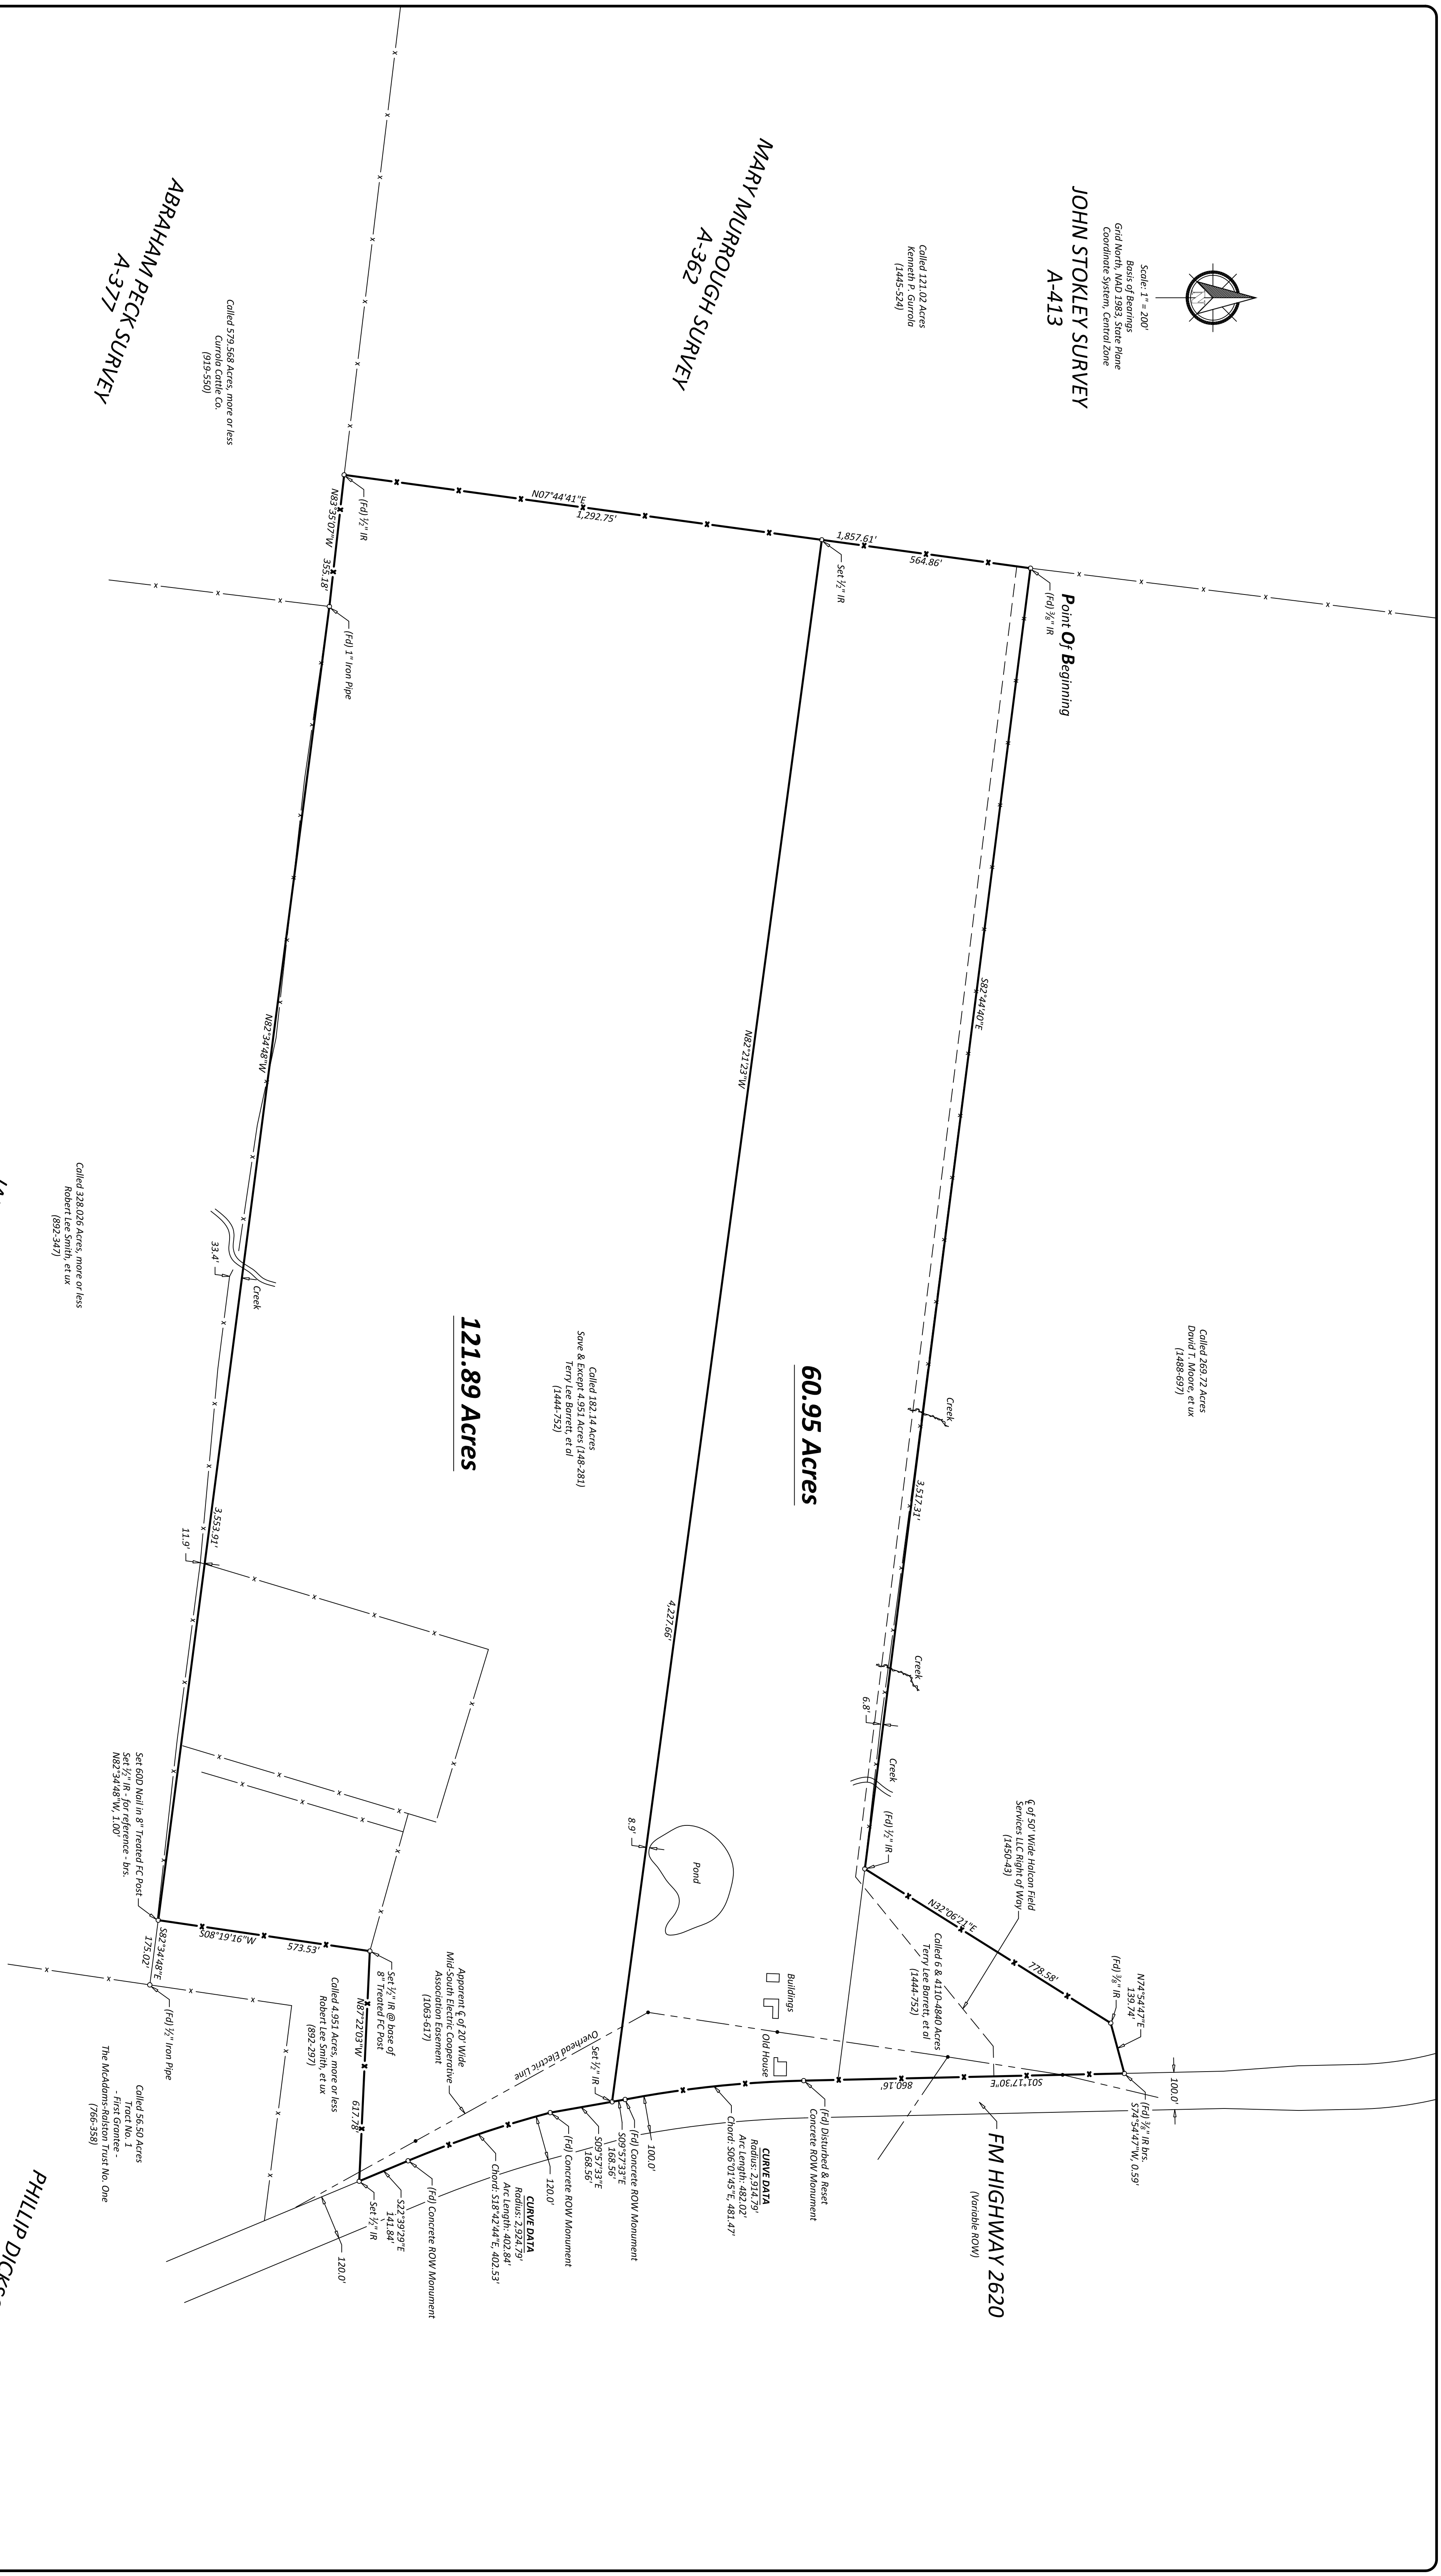 Scale: 1" = 200'
Basis of Bearings
Grid North, NAD 1983, State Plane
Coordinate System, Central Zone
JOHN STOKLEY SURVEY
A-413
Called 121.02 Acres
Kenneth P. Gurrola
(1445-524)
MARY MURROUGH SURVEY
A-362
ABRAHAM PECK SURVEY
A-377
Called 579.568 Acres, more or less
Currola Cattle Co.
(919-550)
Point Of Beginning
(Fd) ⅜" IR
1,857.61'
564.86'
Set ½" IR
N07°44'41"E
1,292.75'
(Fd) ½" IR
N83°35'07"W
355.18'
(Fd) 1" Iron Pipe
S82°44'40"E
3,517.31'
N82°21'23"W
4,227.66'
N82°34'48"W
3,553.91'
Called 269.72 Acres
David T. Moore, et ux
(1488-697)
60.95 Acres
Called 182.14 Acres
Save & Except 4.951 Acres (148-281)
Terry Lee Barrett, et al
(1444-752)
121.89 Acres
Called 328.026 Acres, more or less
Robert Lee Smith, et ux
(892-347)
Creek
Creek
Creek
Creek
33.4'
11.9'
6.8'
8.9'
Pond
(Fd) ½" IR
N32°06'21"E
778.58'
₵ of 50' Wide Halcon Field
Services LLC Right of Way
(1450-43)
Called 6 & 4110-4840 Acres
Terry Lee Barrett, et al
(1444-752)
N74°54'47"E
139.74'
(Fd) ⅜" IR
(Fd) ⅜" IR brs.
S74°54'47"W, 0.59'
100.0'
S01°17'30"E
860.16'
FM HIGHWAY 2620
(Variable ROW)
Buildings
Old House
(Fd) Disturbed & Reset
Concrete ROW Monument
CURVE DATA
Radius: 2,914.79'
Arc Length: 482.02'
Chord: S06°01'45"E, 481.47'
100.0'
(Fd) Concrete ROW Monument
S09°57'33"E
168.56'
S09°57'33"E
168.56'
Set ½" IR
(Fd) Concrete ROW Monument
120.0'
CURVE DATA
Radius: 2,924.79'
Arc Length: 402.84'
Chord: S18°42'44"E, 402.53'
(Fd) Concrete ROW Monument
S22°39'29"E
141.84'
Set ½" IR
120.0'
Overhead Electric Line
Apparent ₵ of 20' Wide
Mid-South Electric Cooperative
Association Easement
(1063-617)
Set ½" IR @ base of
8" Treated FC Post
N87°22'03"W
617.78'
Called 4.951 Acres, more or less
Robert Lee Smith, et ux
(892-297)
S08°19'16"W
573.53'
Set 60D Nail in 8" Treated FC Post
Set ½" IR - for reference - brs.
N82°34'48"W, 1.00'
S82°34'48"E
175.02'
(Fd) ½" Iron Pipe
Called 56.50 Acres
Tract No. 1
- First Grantee -
The McAdams-Ralston Trust No. One
(766-358)